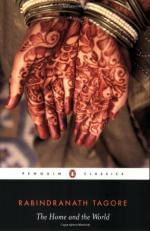 PENGUIN CLASSICS
RABINDRANATH TAGORE
The Home and the World